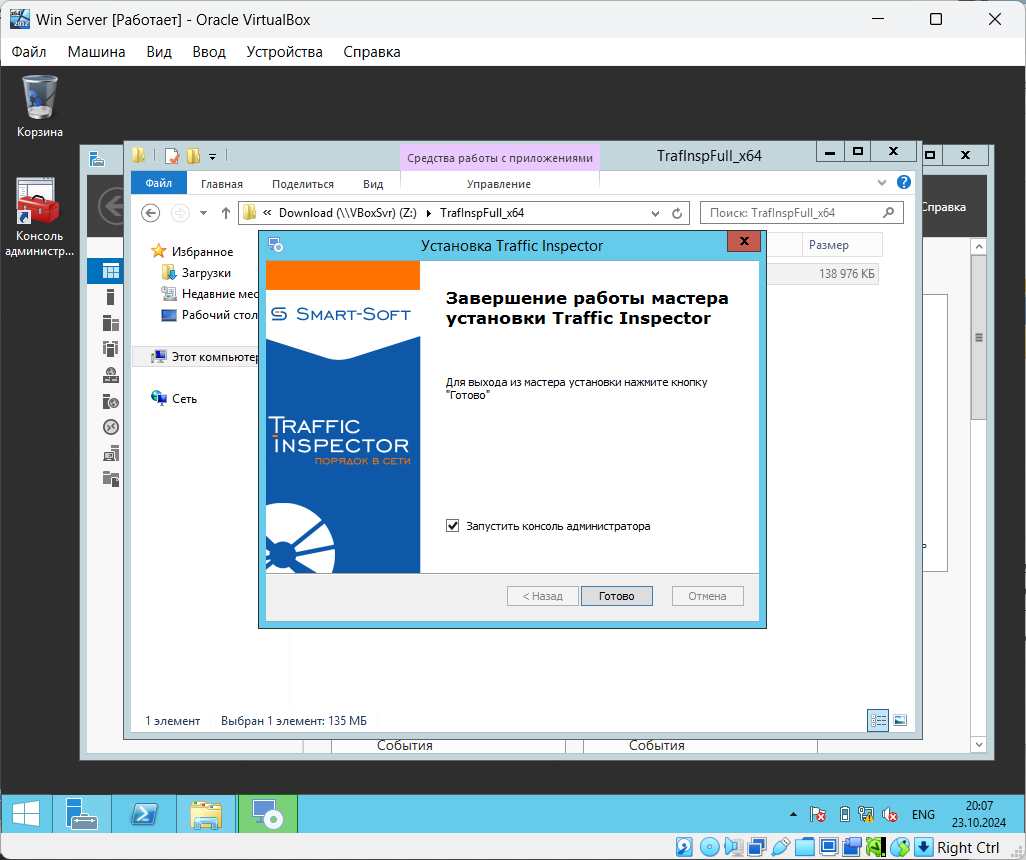 Win Server [Работает] - Oracle VirtualBox
Файл Машина Вид Ввод Устройства Справка
Корзина
Консоль
администр...
Средства работы с приложениями
TrafInspFull_x64
Файл Главная Поделиться Вид Управление
« Download (\\VBoxSvr) (Z:) TrafInspFull_x64
Поиск: TrafInspFull_x64
Справка
Избранное
Загрузки
Недавние мес
Рабочий стол
Этот компьютер
Сеть
Размер
138 976 КБ
Установка Traffic Inspector
SMART-SOFT
TRAFFIC
INSPECTOR
ПОРЯДОК В СЕТИ
Завершение работы мастера
установки Traffic Inspector
Для выхода из мастера установки нажмите кнопку
"Готово"
Запустить консоль администратора
< Назад Готово Отмена
1 элемент Выбран 1 элемент: 135 МБ
События События
ENG
20:07
23.10.2024
Right Ctrl